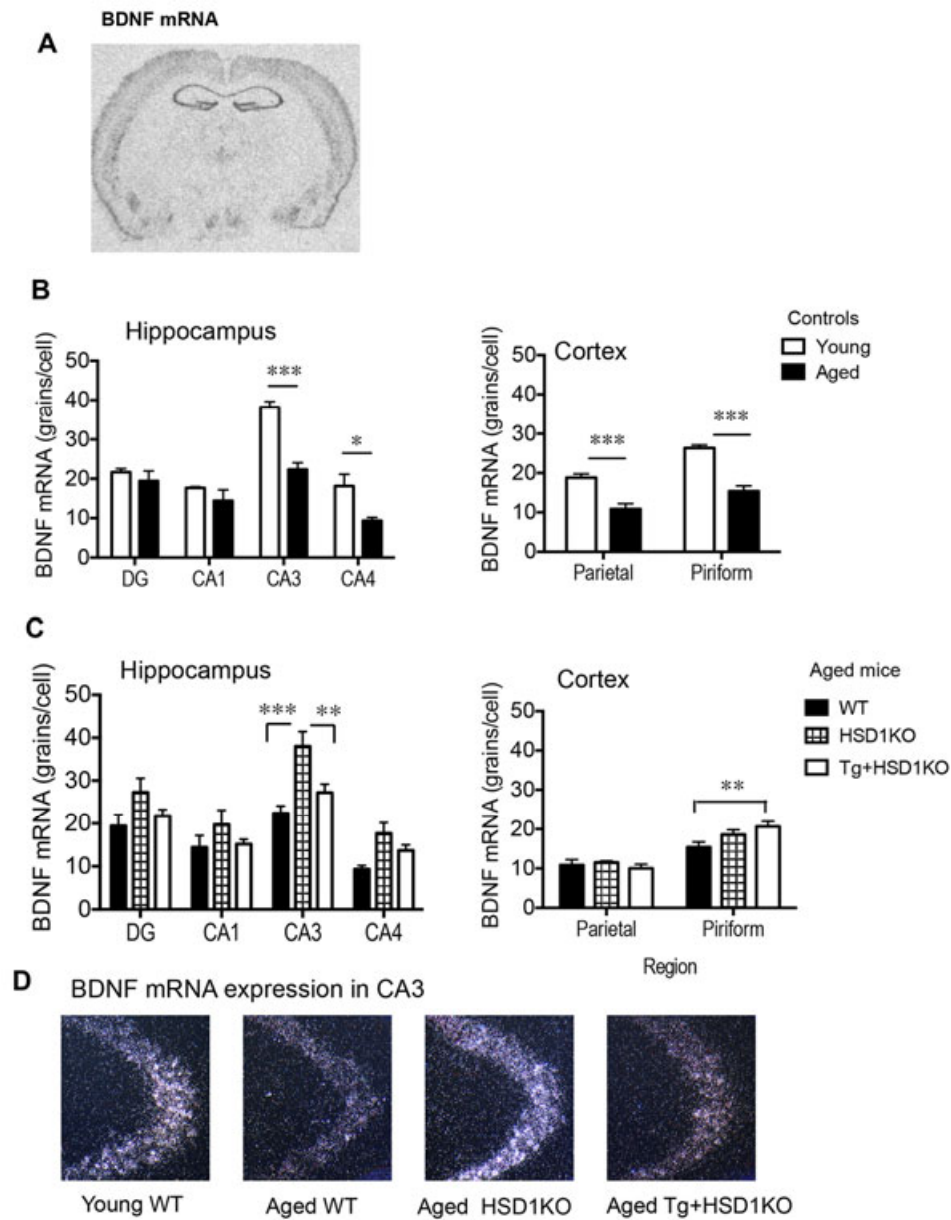 BDNF mRNA
A
B
Hippocampus
BDNF mRNA (grains/cell)
50
40
30
20
10
0
***
*
DG CA1 CA3 CA4
Cortex
BDNF mRNA (grains/cell)
50
40
30
20
10
0
***
***
Parietal Piriform
Controls
Young
Aged
C
Hippocampus
BDNF mRNA (grains/cell)
50
40
30
20
10
0
*** **
DG CA1 CA3 CA4
Cortex
BDNF mRNA (grains/cell)
50
40
30
20
10
0
**
Parietal Piriform
Region
Aged mice
WT
HSD1KO
Tg+HSD1KO
D
BDNF mRNA expression in CA3
Young WT
Aged WT
Aged HSD1KO
Aged Tg+HSD1KO